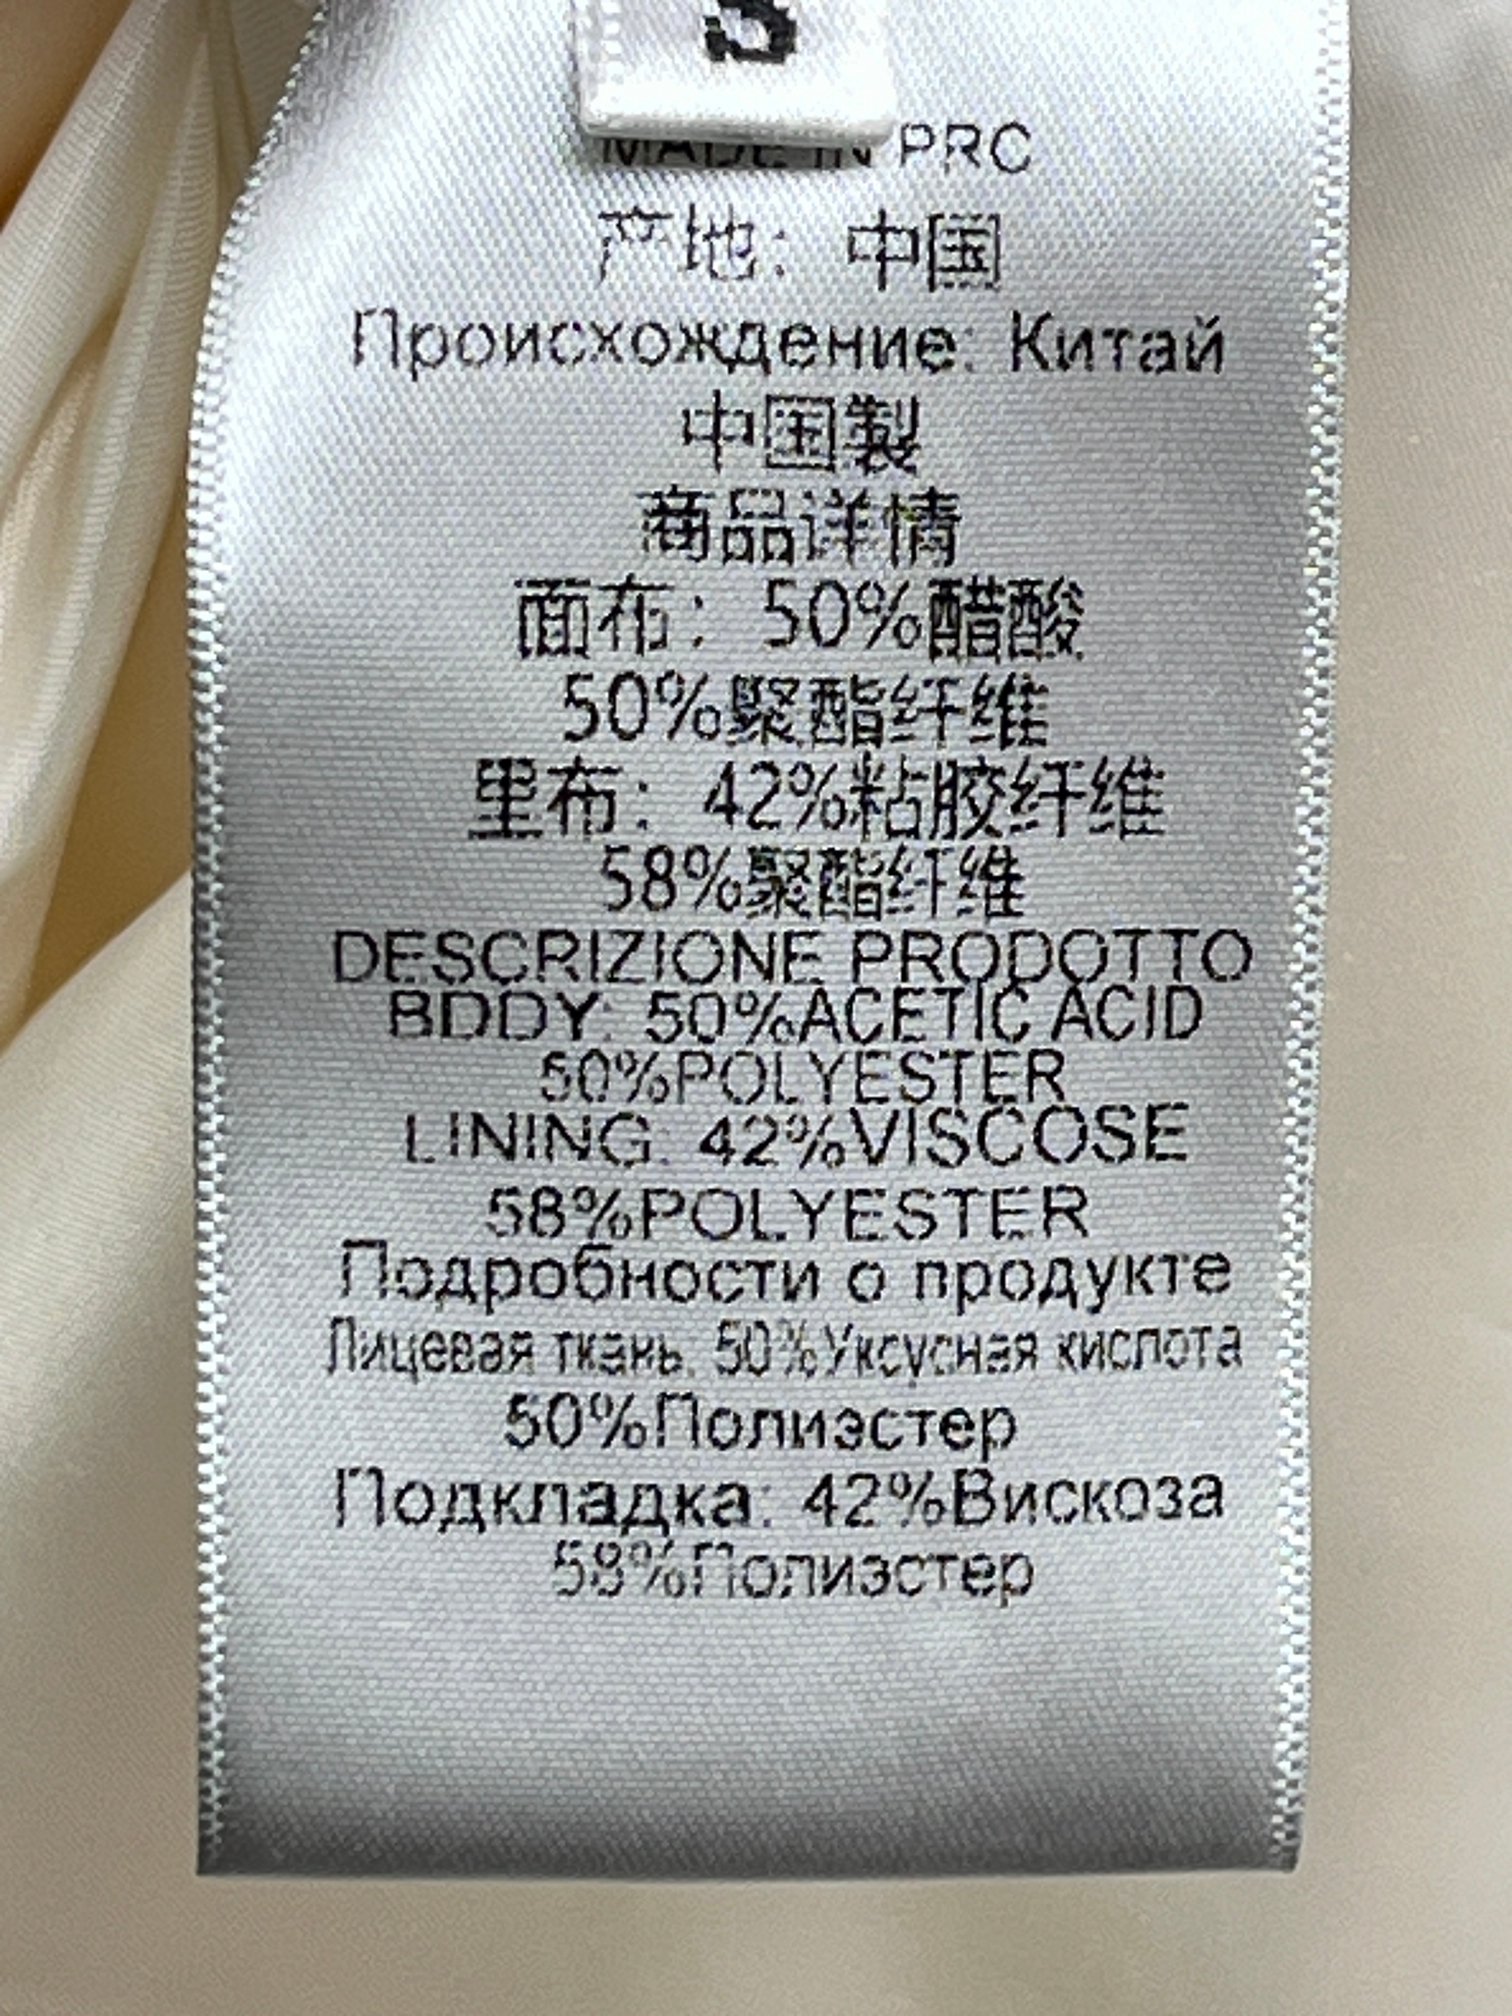 S
MADE IN PRC
产地：中国
Происхождение: Китай
中国製
商品详情
面布：50%醋酸
50%聚酯纤维
里布：42%粘胶纤维
58%聚酯纤维
DESCRIZIONE PRODOTTO
BDDY: 50%ACETIC ACID
50%POLYESTER
LINING: 42%VISCOSE
58%POLYESTER
Подробности о продукте
Лицевая ткань: 50%Уксусная кислота
50%Полиэстер
Подкладка: 42%Вискоза
58%Полиэстер